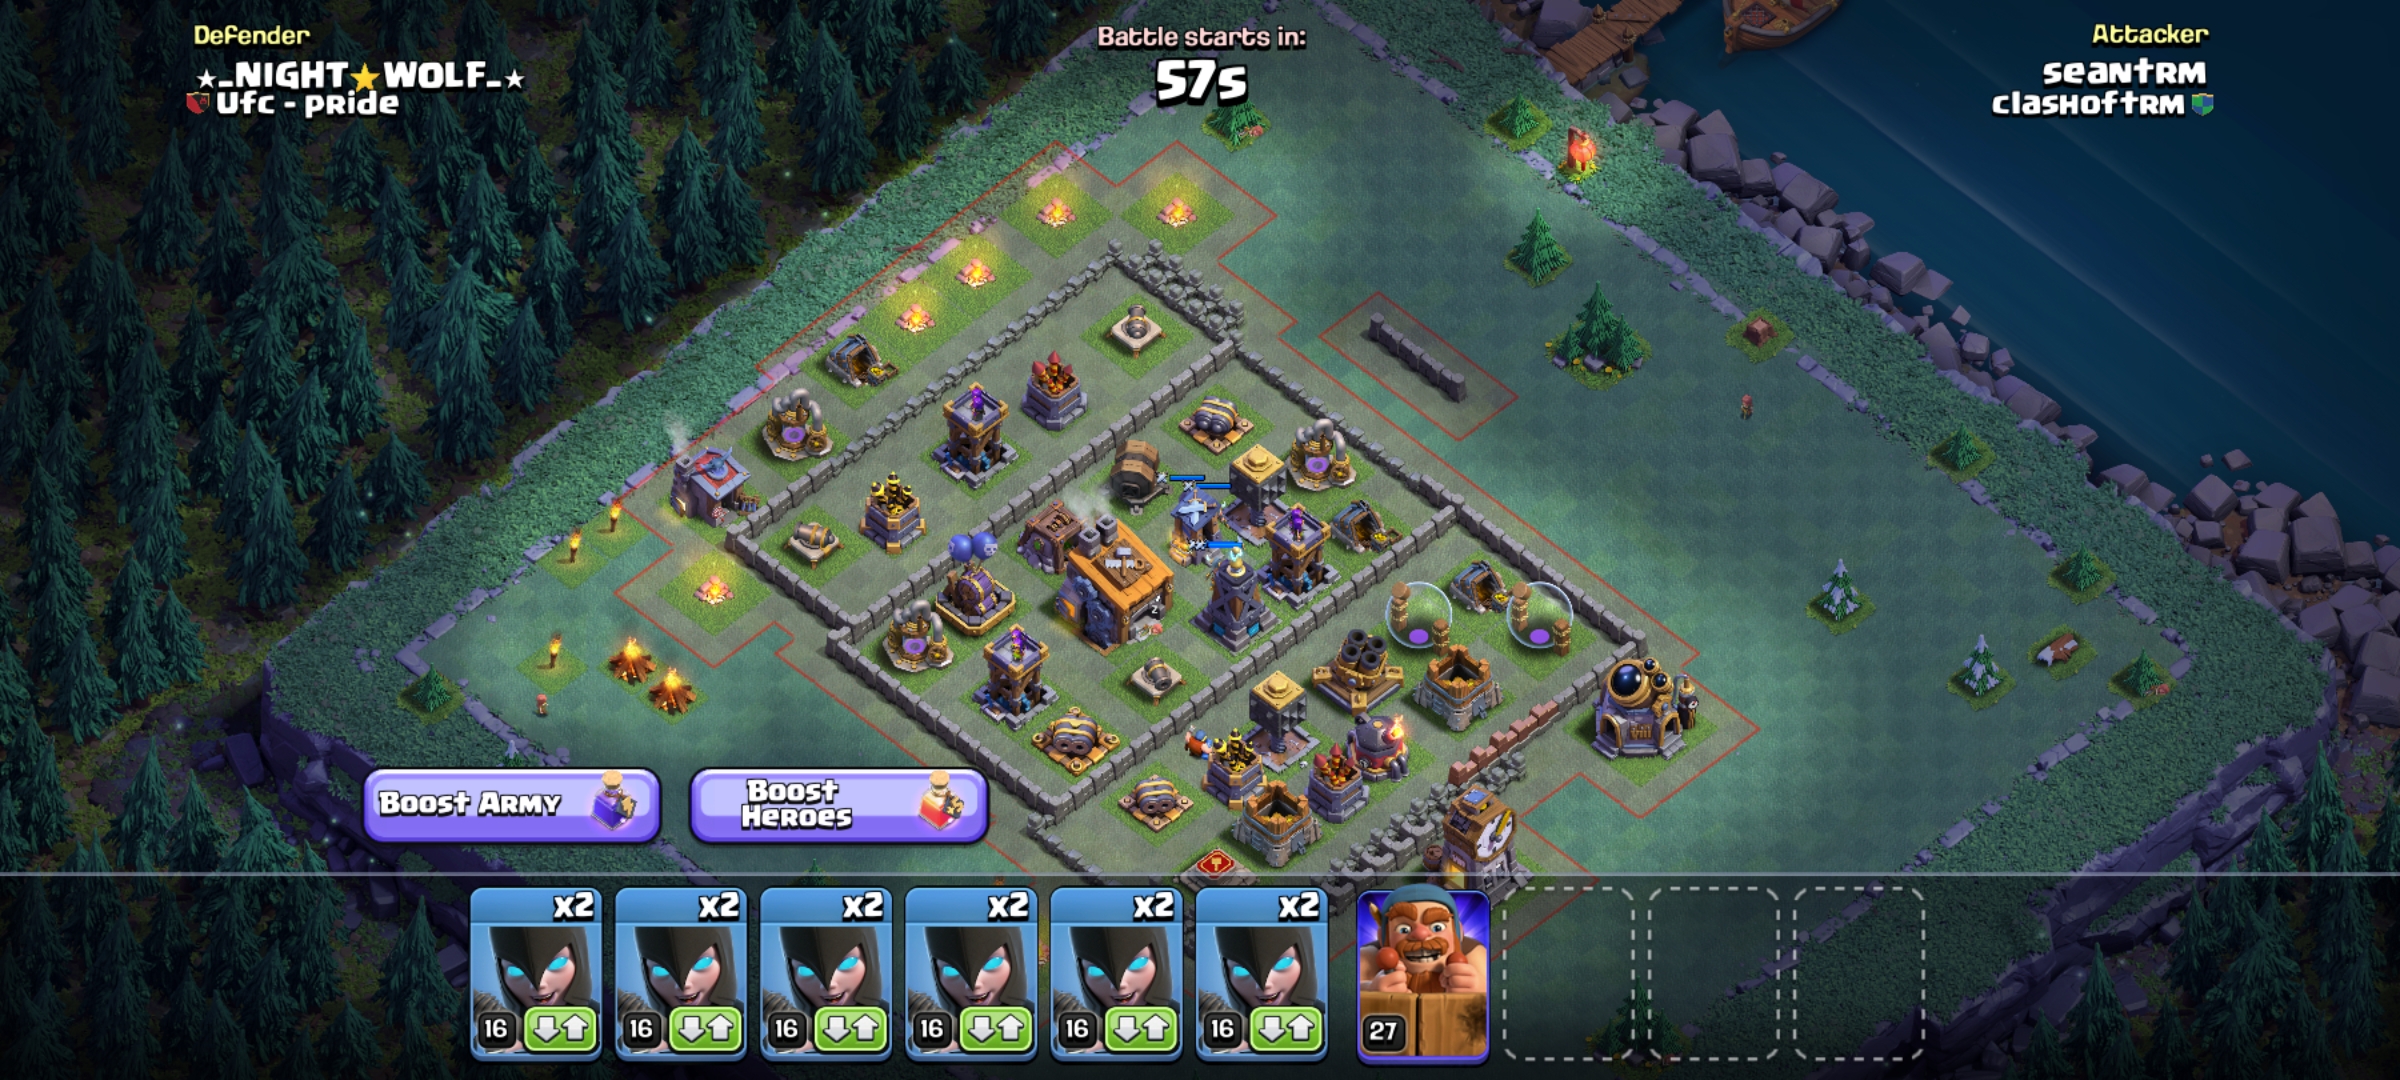 Defender
★_NIGHT⭐WOLF_★
Ufc - pride
Battle starts in:
57s
Attacker
seantRM
clashoftRM
Boost Army
Boost
Heroes
x2
x2
x2
x2
x2
x2
16
16
16
16
16
16
27